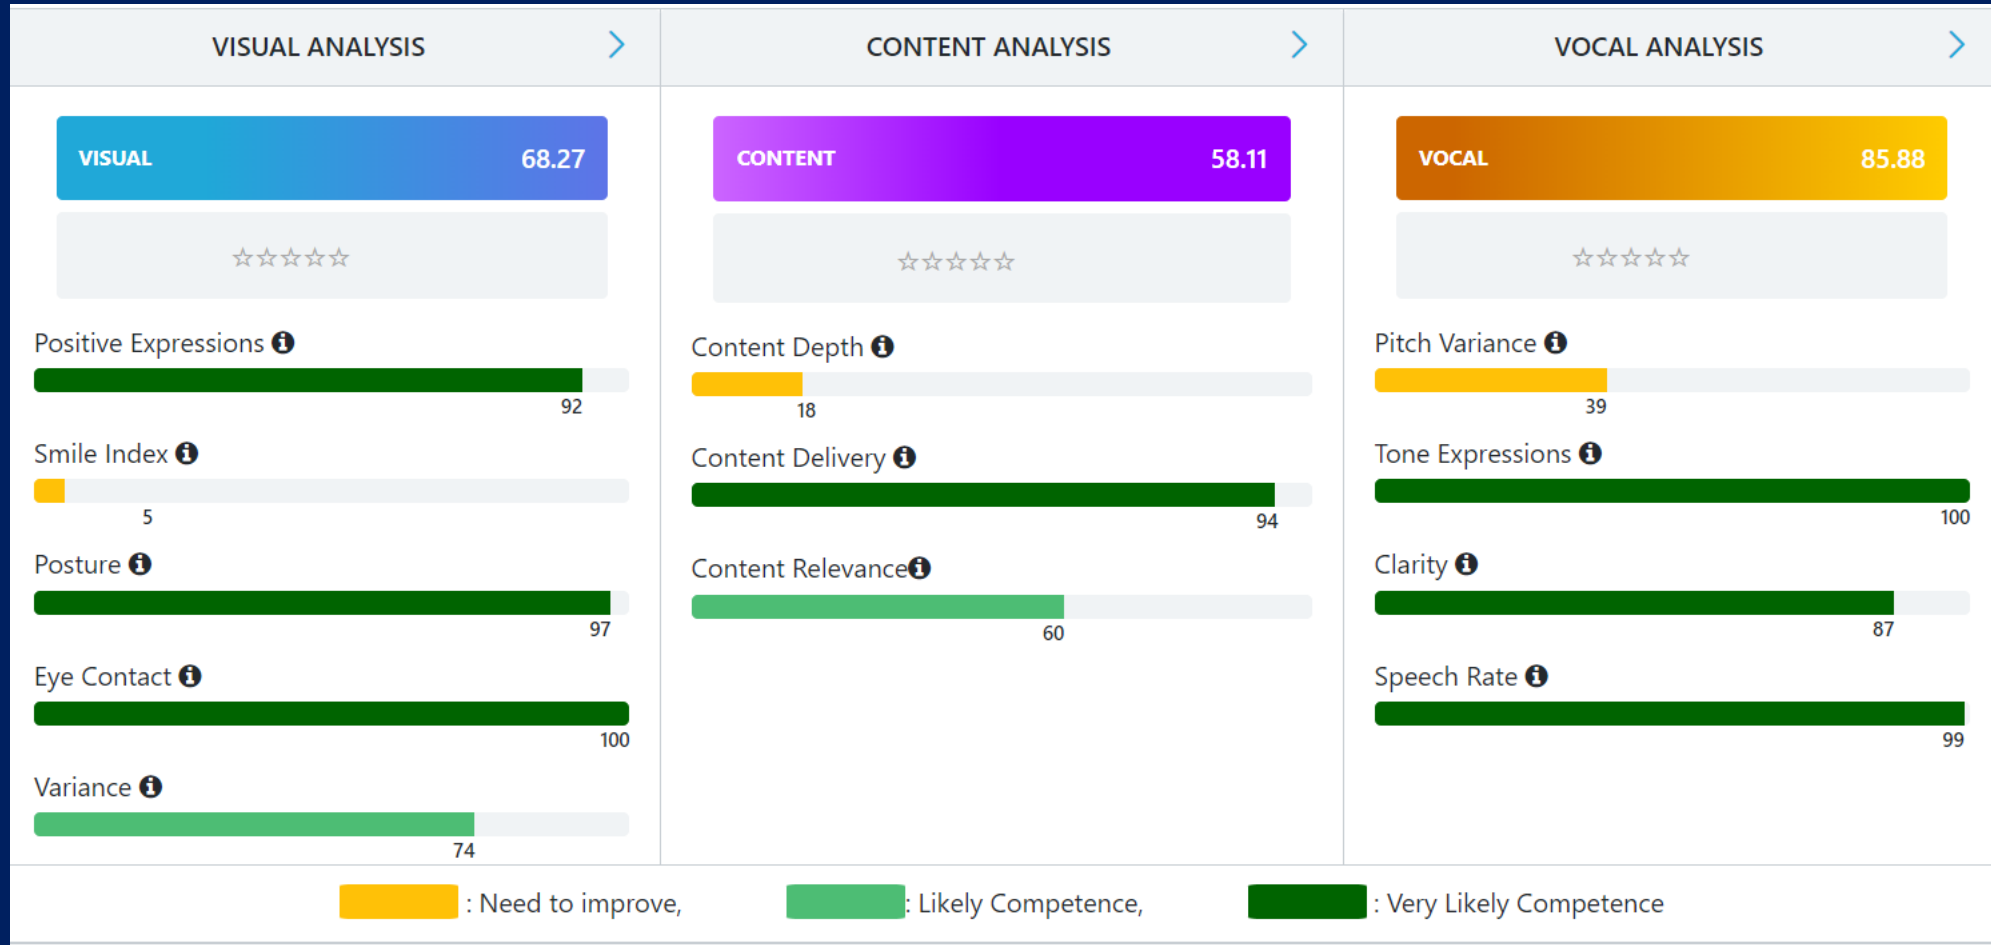 VISUAL ANALYSIS
VISUAL 68.27
Positive Expressions
92
Smile Index
5
Posture
97
Eye Contact
100
Variance
74
CONTENT ANALYSIS
CONTENT 58.11
Content Depth
18
Content Delivery
94
Content Relevance
60
VOCAL ANALYSIS
VOCAL 85.88
Pitch Variance
39
Tone Expressions
100
Clarity
87
Speech Rate
99
: Need to improve, : Likely Competence, : Very Likely Competence